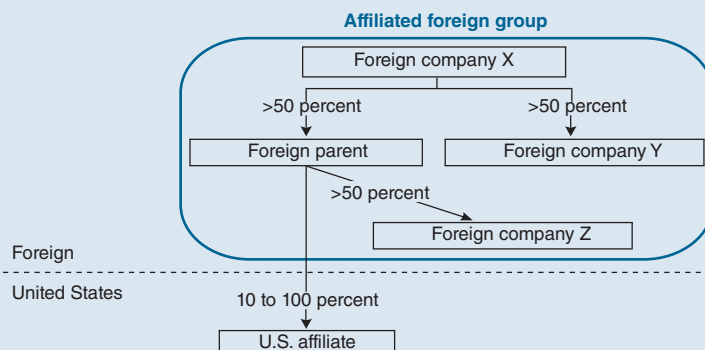 Affiliated foreign group
Foreign company X
>50 percent
>50 percent
Foreign parent
Foreign company Y
>50 percent
Foreign company Z
Foreign
United States
10 to 100 percent
U.S. affiliate